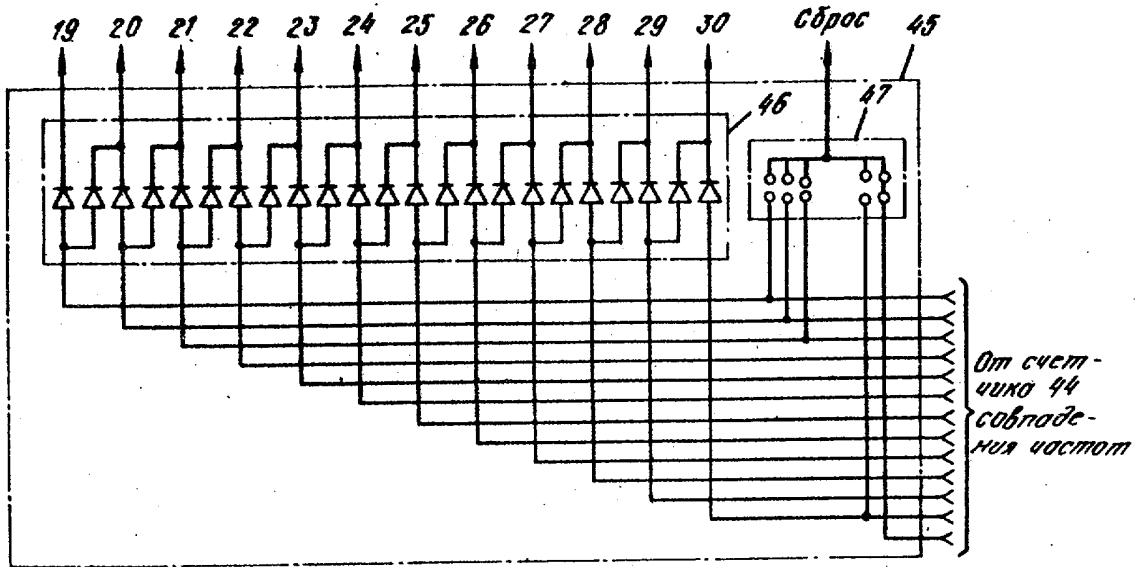 19 20 21 22 23 24 25 26 27 28 29 30 Сброс 45
46 47
От счет-
чика 44
совпаде-
ния частот